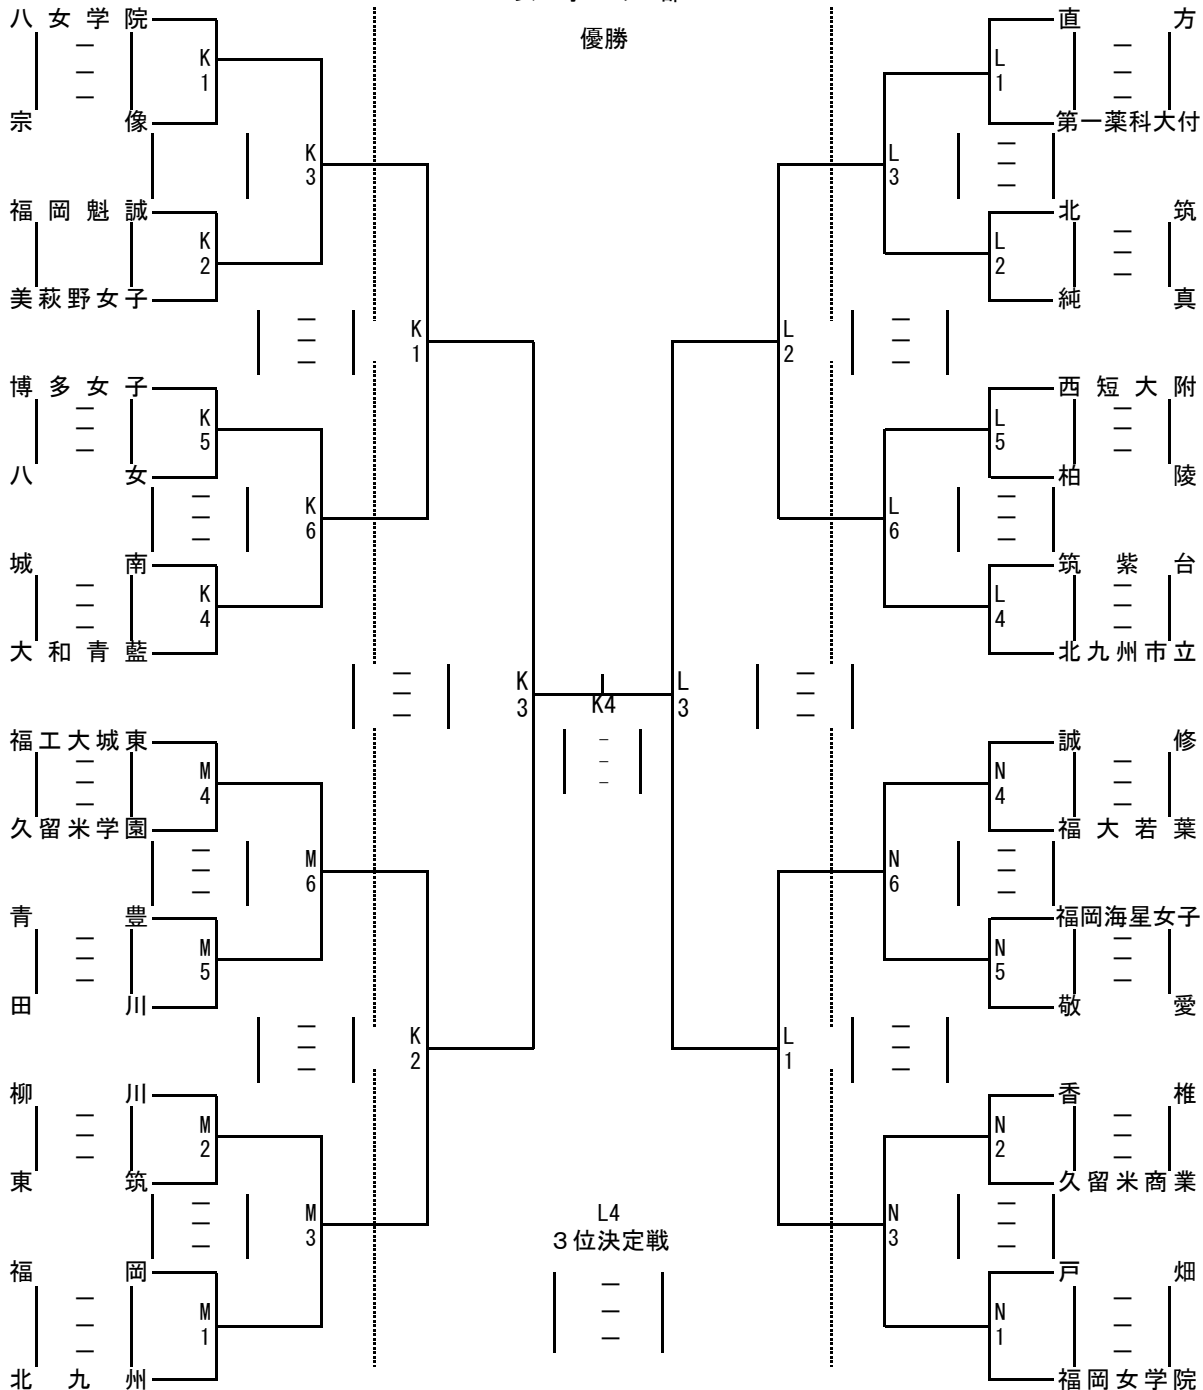 優勝
八女学院
K1
宗像
K3
福岡魁誠
K2
美萩野女子
K1
博多女子
K5
八女
K6
城南
K4
大和青藍
K3
福工大城東
M4
久留米学園
M6
青豊
M5
田川
K2
柳川
M2
東筑
M3
福岡
M1
北九州
K4
L4
3位決定戦
直方
L1
第一薬科大付
L3
北筑
L2
純真
L2
西短大附
L5
柏陵
L6
筑紫台
L4
北九州市立
L3
誠修
N4
福大若葉
N6
福岡海星女子
N5
敬愛
L1
香椎
N2
久留米商業
N3
戸畑
N1
福岡女学院